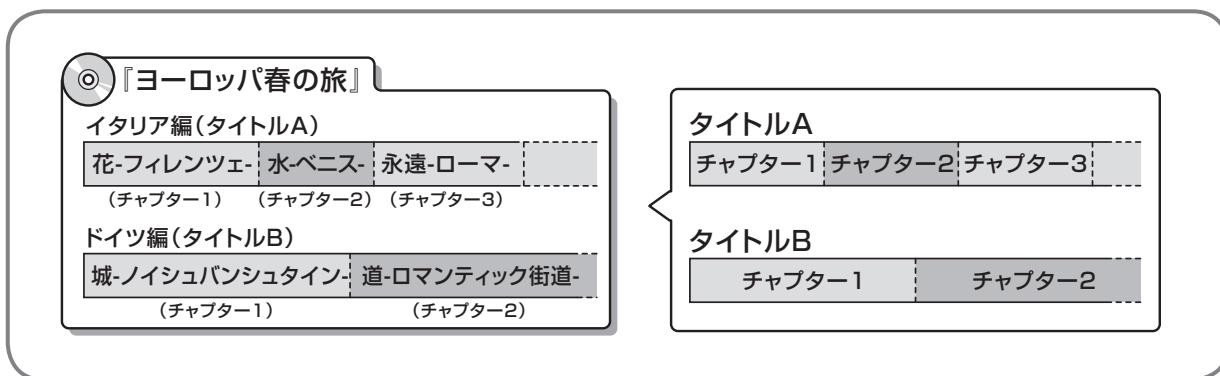 『ヨーロッパ春の旅』
イタリア編(タイトルA)
花-フィレンツェ- 水-ベニス- 永遠-ローマ-
(チャプター1) (チャプター2) (チャプター3)
ドイツ編(タイトルB)
城-ノイシュバンシュタイン- 道-ロマンティック街道-
(チャプター1) (チャプター2)
タイトルA
チャプター1 チャプター2 チャプター3
タイトルB
チャプター1 チャプター2